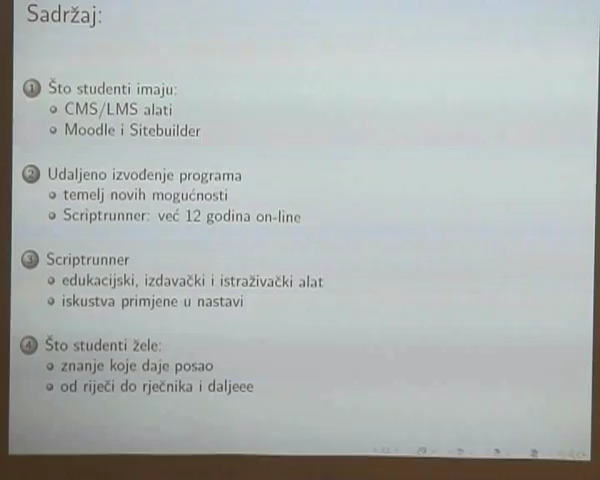 Sadržaj:
1 Što studenti imaju:
CMS/LMS alati
Moodle i Sitebuilder
2 Udaljeno izvođenje programa
temelj novih mogućnosti
Scriptrunner: već 12 godina on-line
3 Scriptrunner
edukacijski, izdavački i istraživački alat
iskustva primjene u nastavi
4 Što studenti žele:
znanje koje daje posao
od riječi do rječnika i daljeee